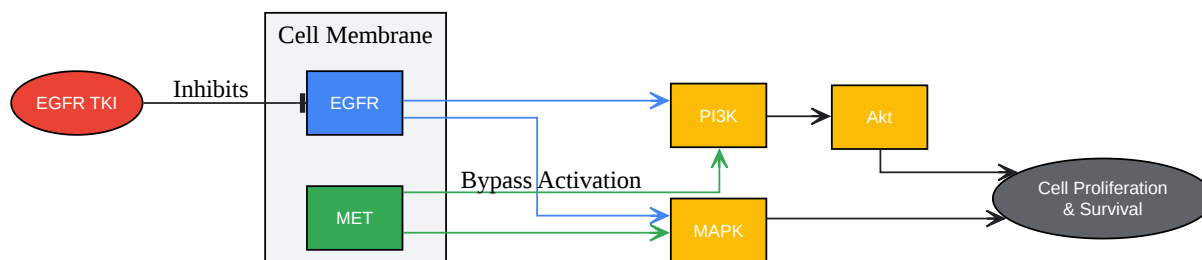 Cell Membrane
EGFR TKI
Inhibits
EGFR
PI3K
Akt
MET
Bypass Activation
MAPK
Cell Proliferation
& Survival